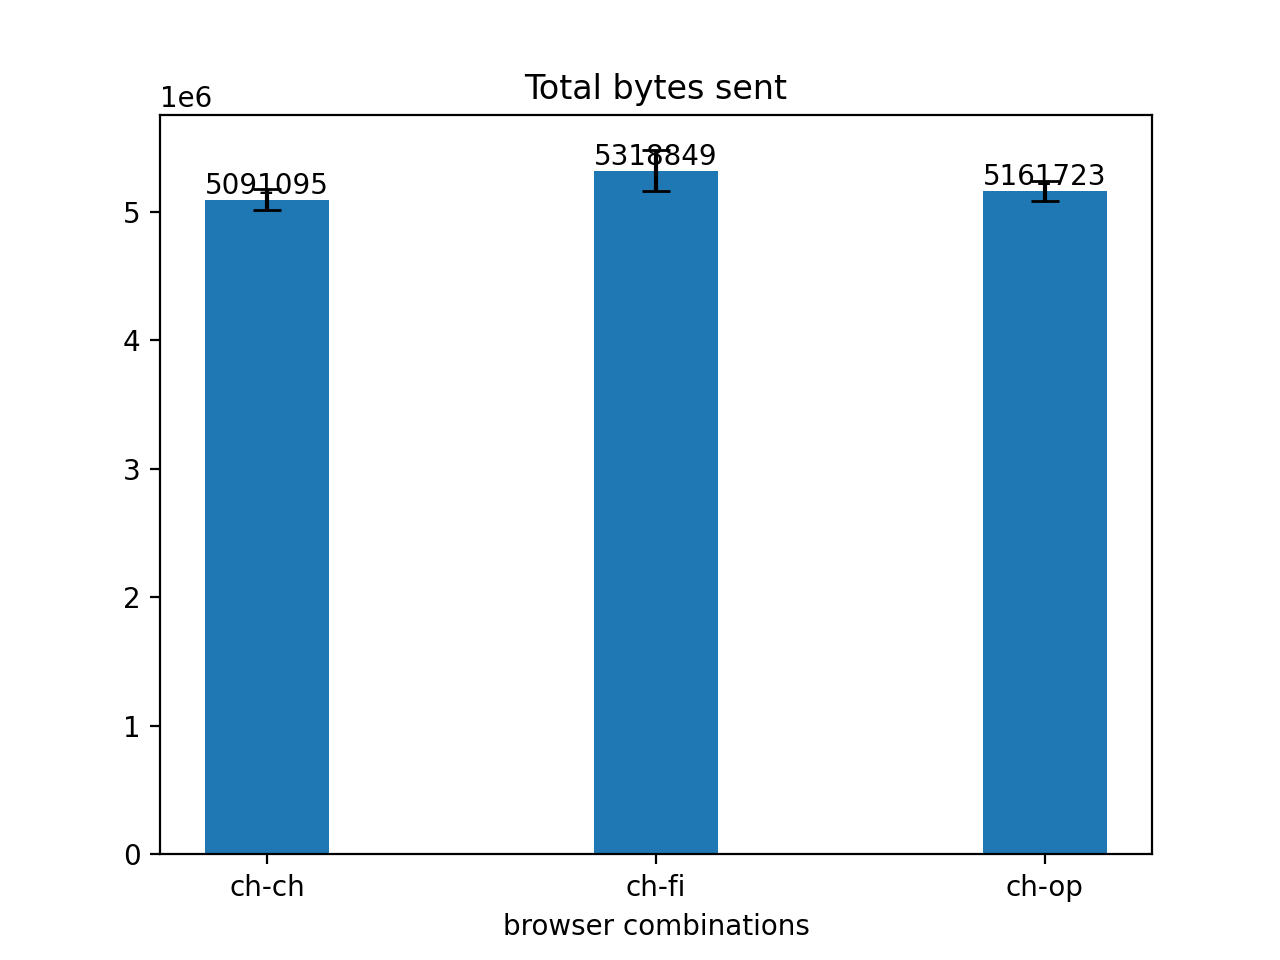 Total bytes sent
1e6
5318849
5161723
5091095
5
4
3
2
1
0
ch-ch ch-fi ch-op
browser combinations